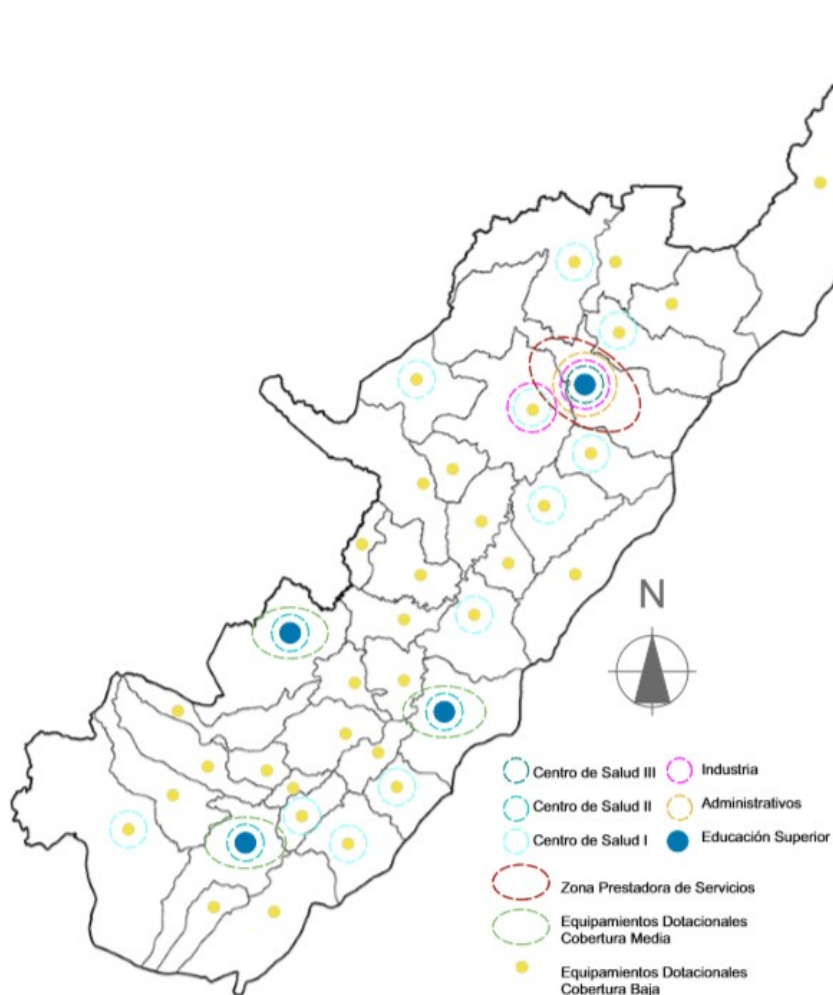 N
Centro de Salud III
Industria
Centro de Salud II
Administrativos
Centro de Salud I
Educación Superior
Zona Prestadora de Servicios
Equipamientos Dotacionales
Cobertura Media
Equipamientos Dotacionales
Cobertura Baja